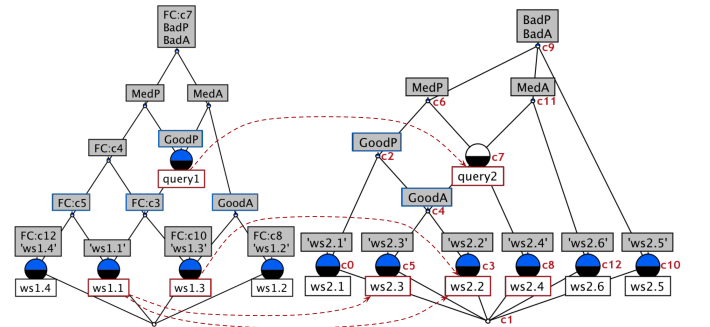 FC:c7
BadP
BadA
MedP
MedA
GoodP
FC:c4
query1
FC:c5
FC:c3
GoodA
FC:c12
'ws1.4'
'ws1.1'
FC:c10
'ws1.3'
FC:c8
'ws1.2'
ws1.4
ws1.1
ws1.3
ws1.2
BadP
BadA
c9
MedP
c6
MedA
c11
GoodP
c2
c7
query2
GoodA
c4
'ws2.1'
'ws2.3'
'ws2.2'
'ws2.4'
'ws2.6'
'ws2.5'
c0
c5
c3
c8
c12
c10
ws2.1
ws2.3
ws2.2
ws2.4
ws2.6
ws2.5
c1